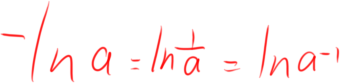 -ln a = ln 1/a = ln a⁻¹